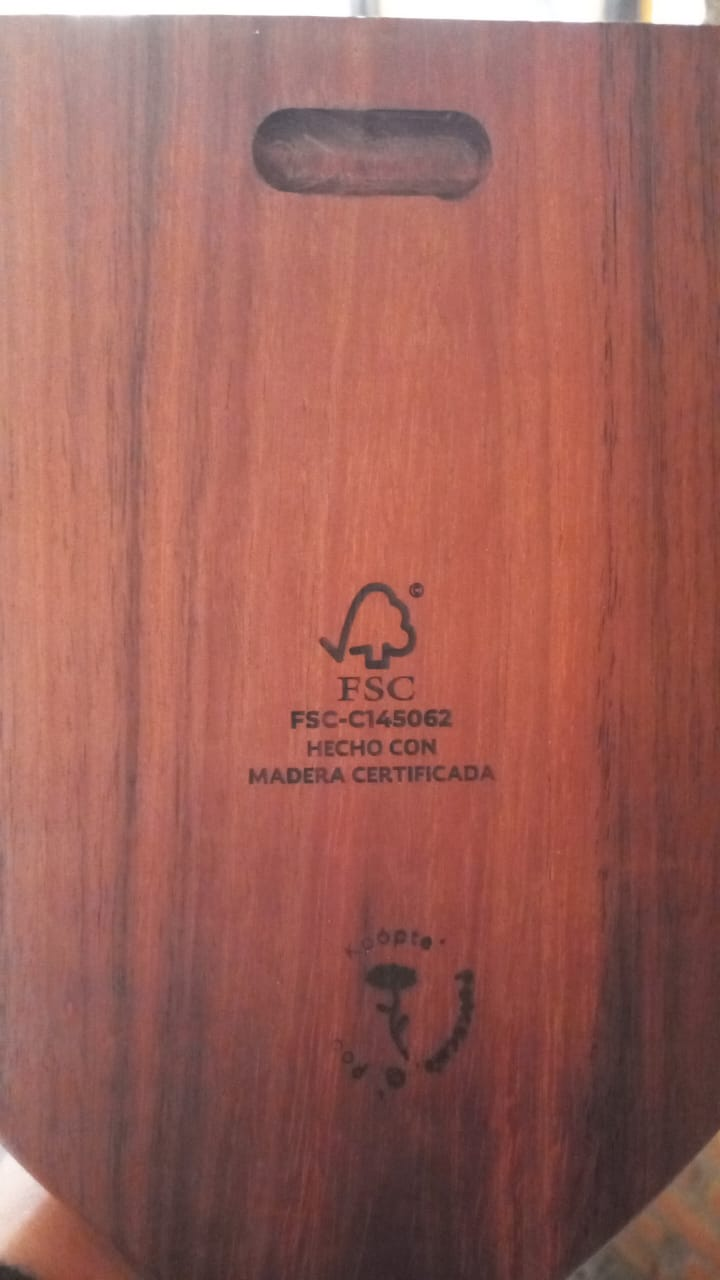 ©
FSC
FSC-C145062
HECHO CON
MADERA CERTIFICADA